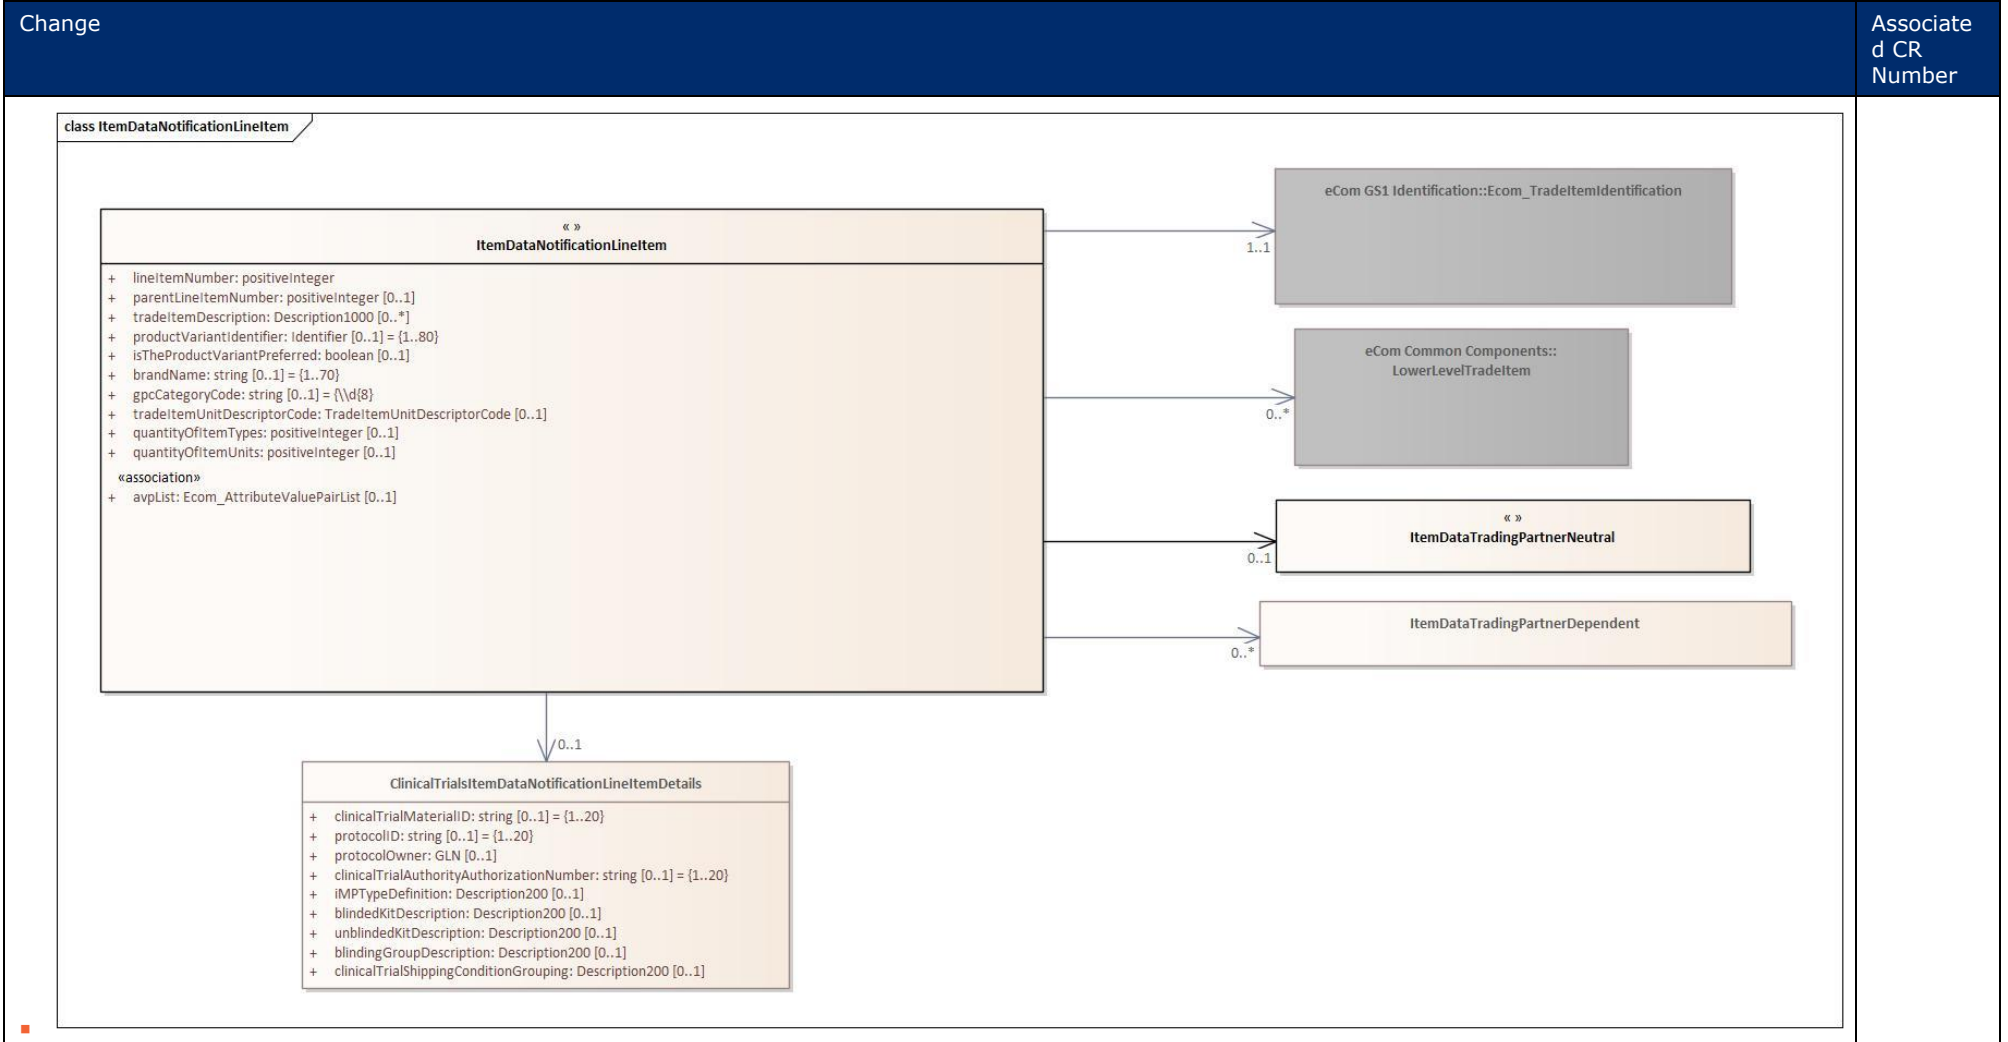 Change
Associate
d CR
Number
class ItemDataNotificationLineItem
« »
ItemDataNotificationLineItem
+ lineItemNumber: positiveInteger
+ parentLineItemNumber: positiveInteger [0..1]
+ tradeItemDescription: Description1000 [0..*]
+ productVariantIdentifier: Identifier [0..1] = {1..80}
+ isTheProductVariantPreferred: boolean [0..1]
+ brandName: string [0..1] = {1..70}
+ gpcCategoryCode: string [0..1] = {\\d{8}
+ tradeItemUnitDescriptorCode: TradeItemUnitDescriptorCode [0..1]
+ quantityOfItemTypes: positiveInteger [0..1]
+ quantityOfItemUnits: positiveInteger [0..1]
«association»
+ avpList: Ecom_AttributeValuePairList [0..1]
eCom GS1 Identification::Ecom_TradeItemIdentification
1..1
eCom Common Components::
LowerLevelTradeItem
0..*
« »
ItemDataTradingPartnerNeutral
0..1
ItemDataTradingPartnerDependent
0..*
0..1
ClinicalTrialsItemDataNotificationLineItemDetails
+ clinicalTrialMaterialID: string [0..1] = {1..20}
+ protocolID: string [0..1] = {1..20}
+ protocolOwner: GLN [0..1]
+ clinicalTrialAuthorityAuthorizationNumber: string [0..1] = {1..20}
+ iMPTypeDefinition: Description200 [0..1]
+ blindedKitDescription: Description200 [0..1]
+ unblindedKitDescription: Description200 [0..1]
+ blindingGroupDescription: Description200 [0..1]
+ clinicalTrialShippingConditionGrouping: Description200 [0..1]